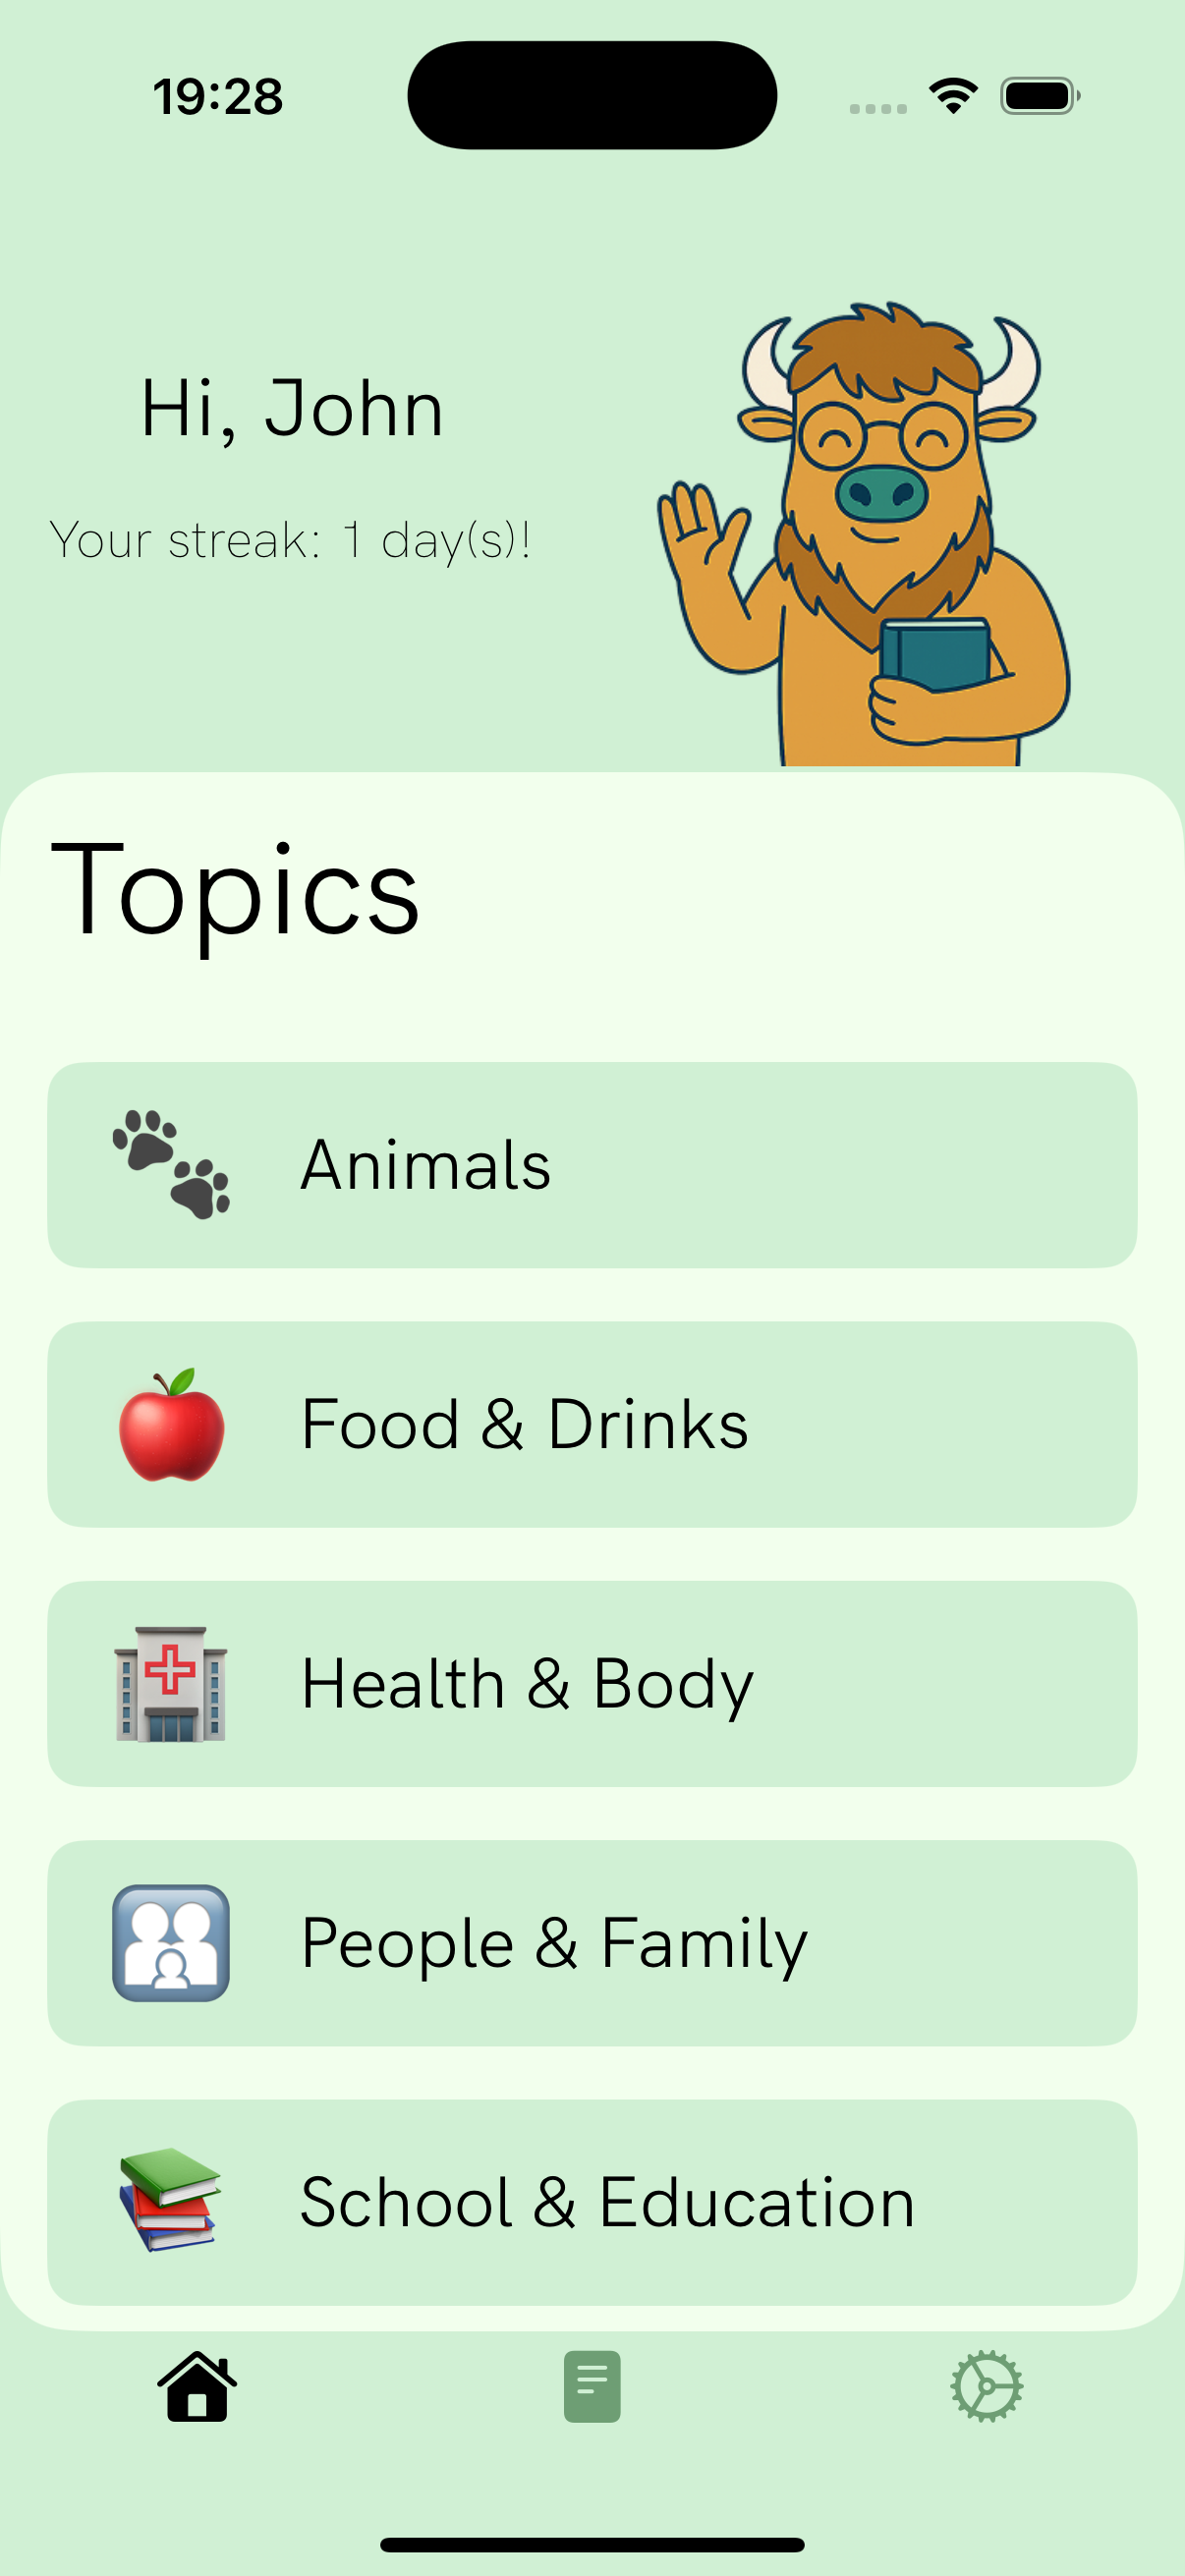 19:28
Hi, John
Your streak: 1 day(s)!
Topics
Animals
Food & Drinks
Health & Body
People & Family
School & Education